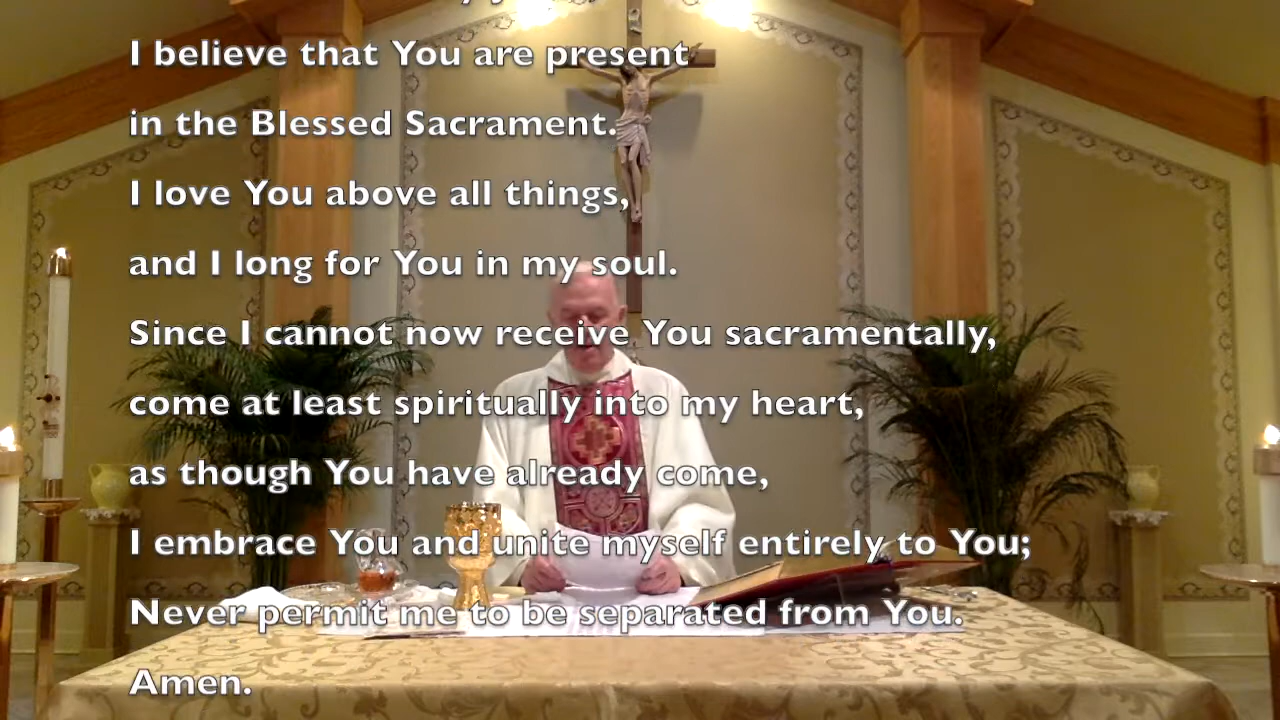 I believe that You are present
in the Blessed Sacrament.
I love You above all things,
and I long for You in my soul.
Since I cannot now receive You sacramentally,
come at least spiritually into my heart,
as though You have already come,
I embrace You and unite myself entirely to You;
Never permit me to be separated from You.
Amen.